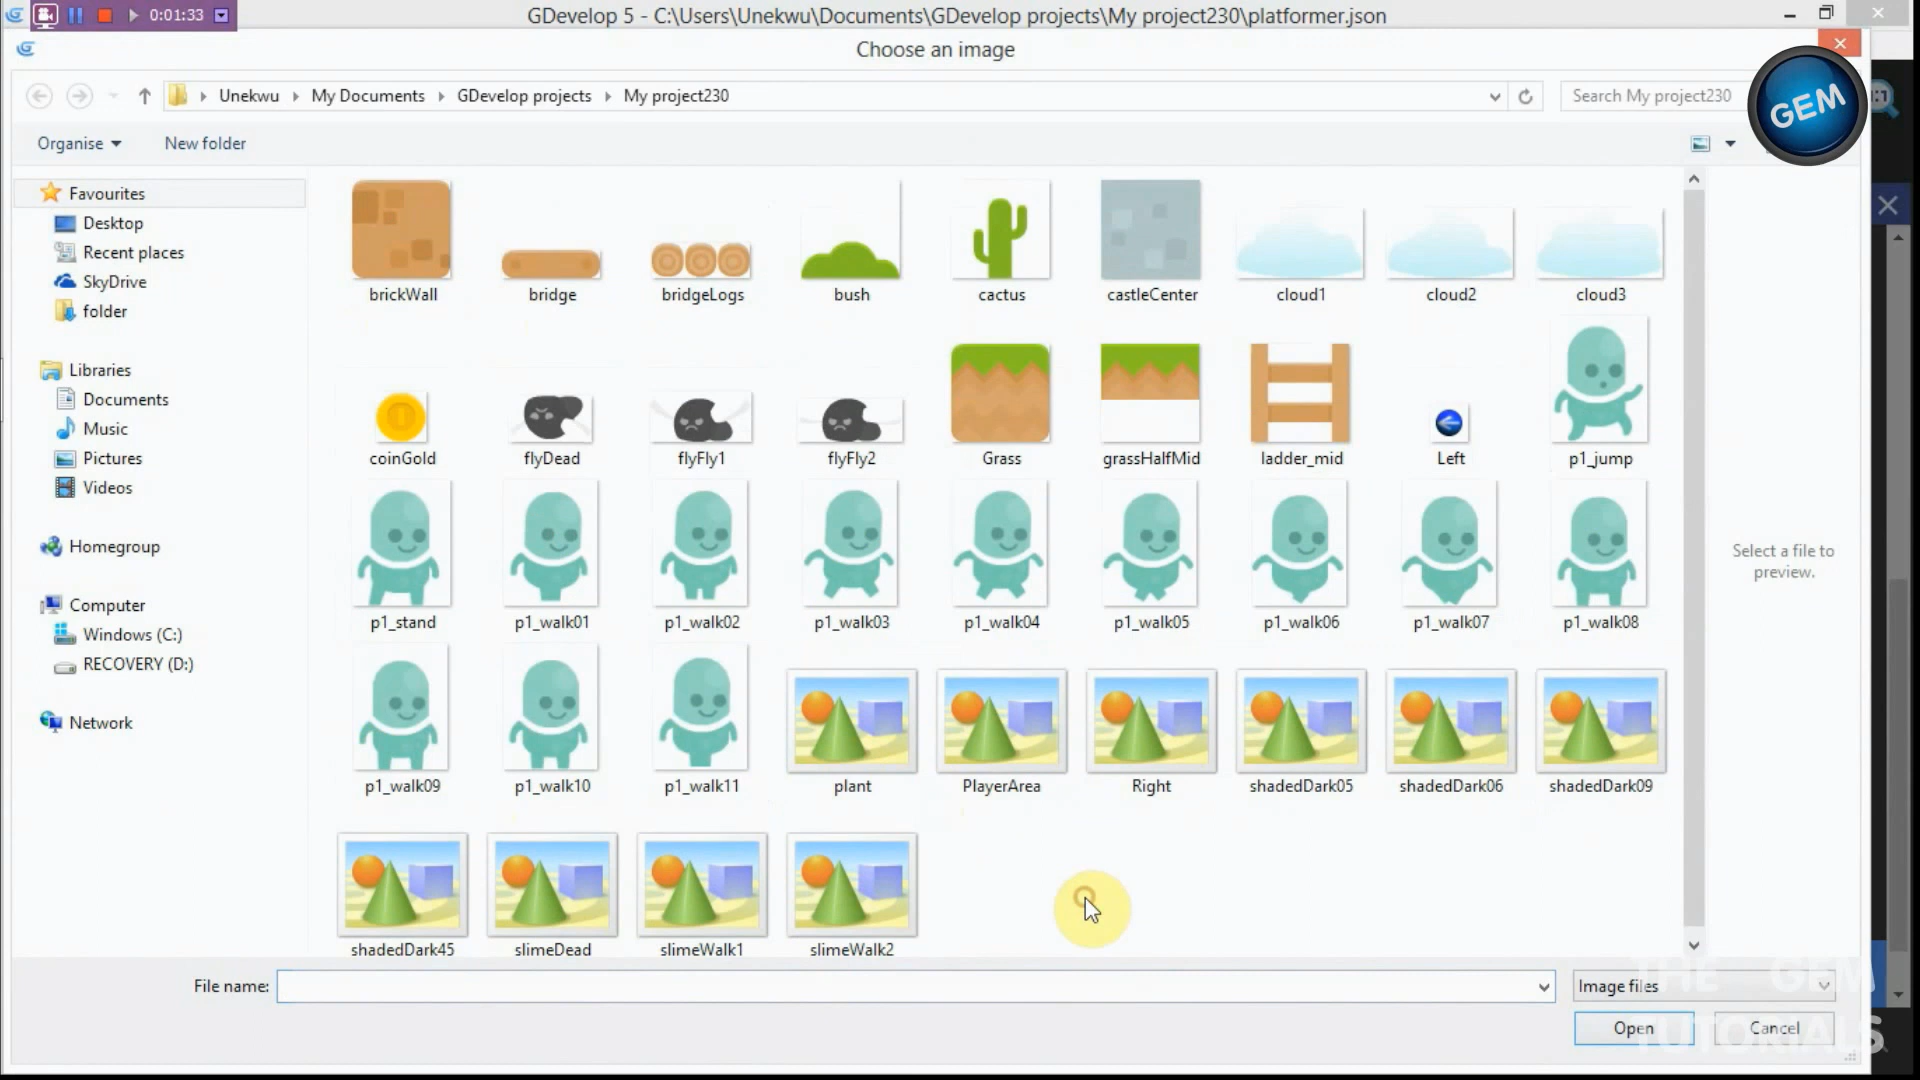 0:01:33
GDevelop 5 - C:\Users\Unekwu\Documents\GDevelop projects\My project230\platformer.json
Choose an image
Unekwu My Documents GDevelop projects My project230
Search My project230
GEM
Organise New folder
Favourites
Desktop
Recent places
SkyDrive
folder
Libraries
Documents
Music
Pictures
Videos
Homegroup
Computer
Windows (C:)
RECOVERY (D:)
Network
brickWall bridge bridgeLogs bush cactus castleCenter cloud1 cloud2 cloud3
coinGold flyDead flyFly1 flyFly2 Grass grassHalfMid ladder_mid Left p1_jump
p1_stand p1_walk01 p1_walk02 p1_walk03 p1_walk04 p1_walk05 p1_walk06 p1_walk07 p1_walk08
p1_walk09 p1_walk10 p1_walk11 plant PlayerArea Right shadedDark05 shadedDark06 shadedDark09
shadedDark45 slimeDead slimeWalk1 slimeWalk2
Select a file to
preview.
File name:
Image files
Open Cancel
THE GEM
TUTORIALS